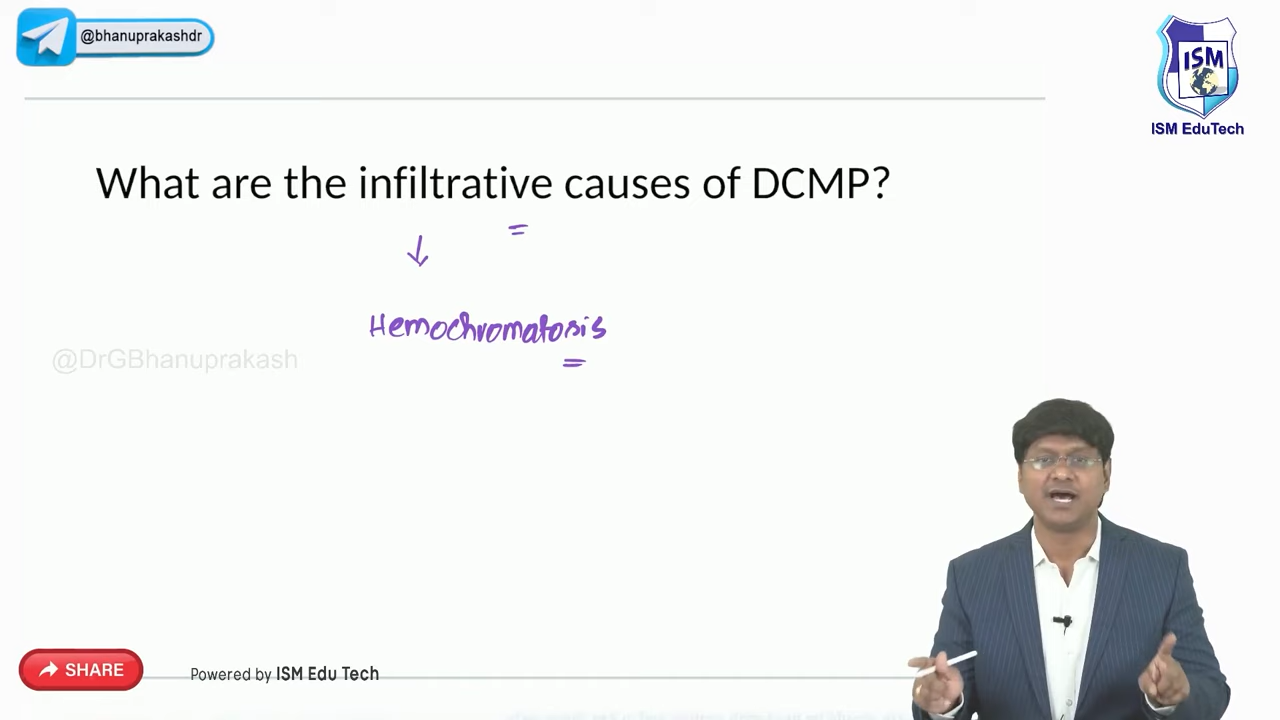 @bhanuprakashdr
ISM
ISM EduTech
What are the infiltrative causes of DCMP?
Hemochromatosis
@DrGBhanuprakash
SHARE
Powered by ISM Edu Tech